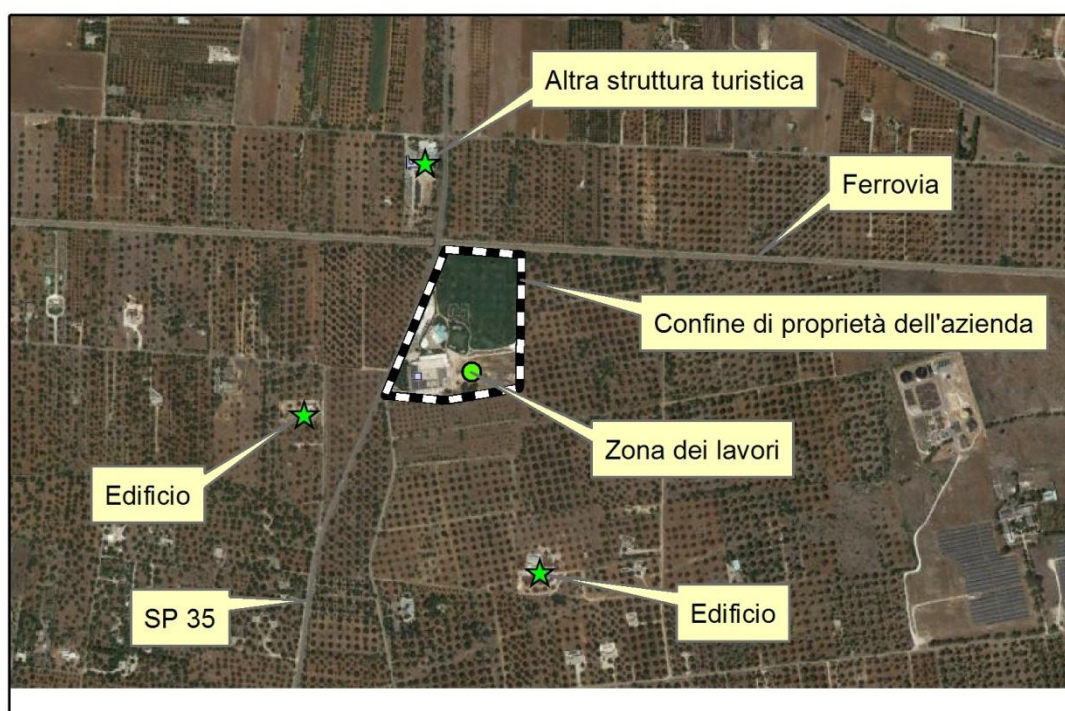 Altra struttura turistica
Ferrovia
Confine di proprietà dell'azienda
Zona dei lavori
Edificio
SP 35
Edificio